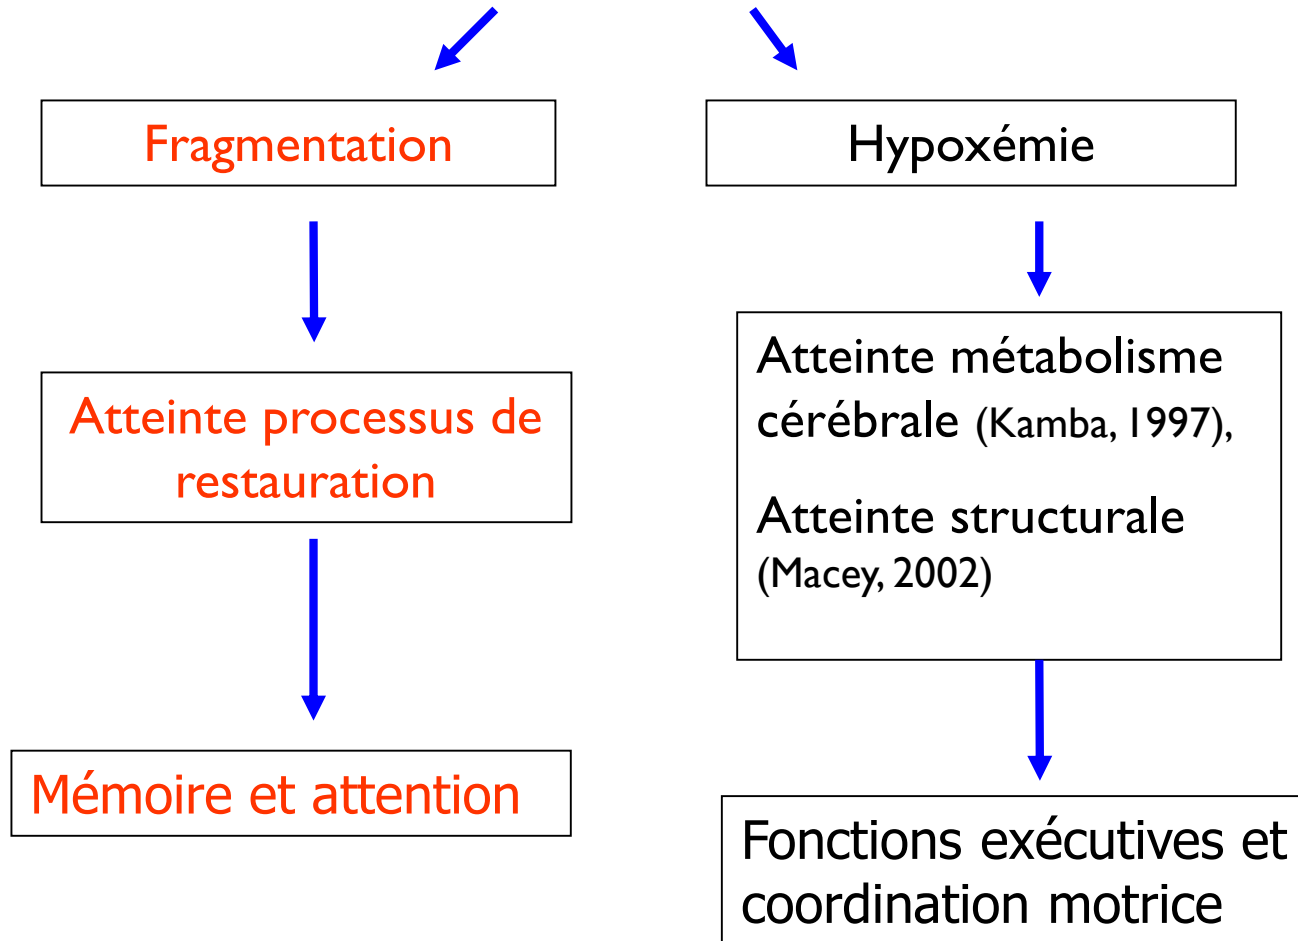 Fragmentation
Hypoxémie
Atteinte processus de
restauration
Atteinte métabolisme
cérébrale (Kamba, 1997),
Atteinte structurale
(Macey, 2002)
Mémoire et attention
Fonctions exécutives et
coordination motrice